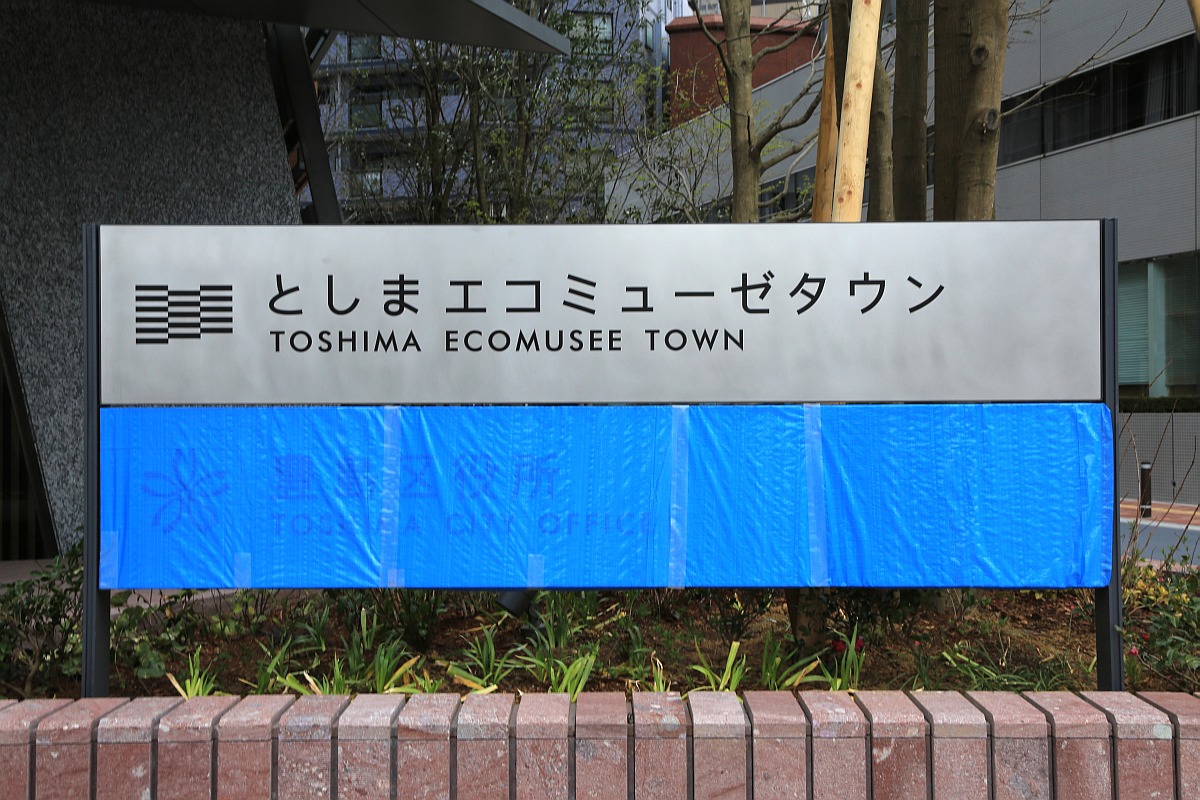 としまエコミューゼタウン
TOSHIMA ECOMUSEE TOWN
豊島区役所
TOSHIMA CITY OFFICE